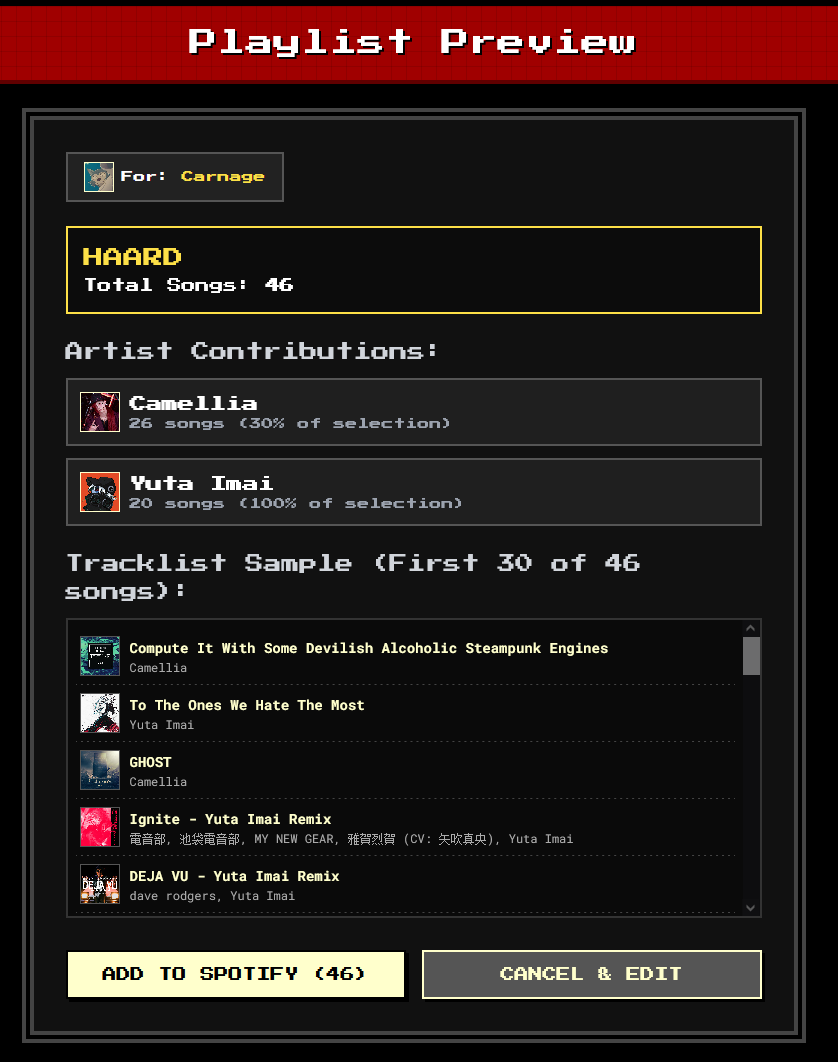 Playlist Preview
For: Carnage
HAARD
Total Songs: 46
Artist Contributions:
Camellia
26 songs (30% of selection)
Yuta Imai
20 songs (100% of selection)
Tracklist Sample (First 30 of 46
songs):
Compute It With Some Devilish Alcoholic Steampunk Engines
Camellia
To The Ones We Hate The Most
Yuta Imai
GHOST
Camellia
Ignite - Yuta Imai Remix
電音部, 池袋電音部, MY NEW GEAR, 雅賀烈賀 (CV: 矢吹真央), Yuta Imai
DEJA VU
DEJA VU - Yuta Imai Remix
dave rodgers, Yuta Imai
ADD TO SPOTIFY (46)
CANCEL & EDIT